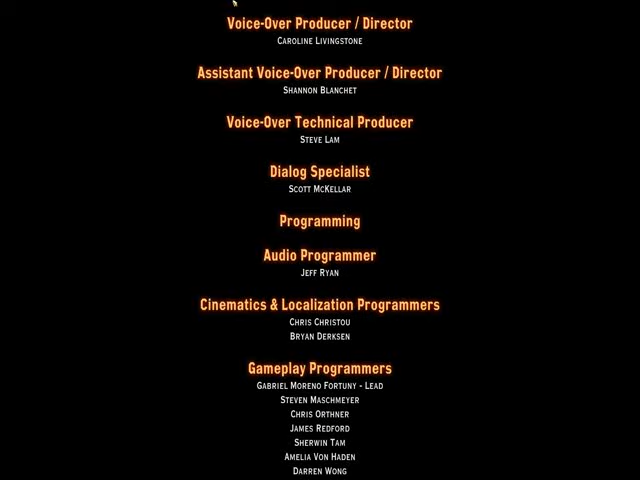 Voice-Over Producer / Director
Caroline Livingstone
Assistant Voice-Over Producer / Director
Shannon Blanchet
Voice-Over Technical Producer
Steve Lam
Dialog Specialist
Scott McKellar
Programming
Audio Programmer
Jeff Ryan
Cinematics & Localization Programmers
Chris Christou
Bryan Derksen
Gameplay Programmers
Gabriel Moreno Fortuny - Lead
Steven Maschmeyer
Chris Orthner
James Redford
Sherwin Tam
Amelia Von Haden
Darren Wong